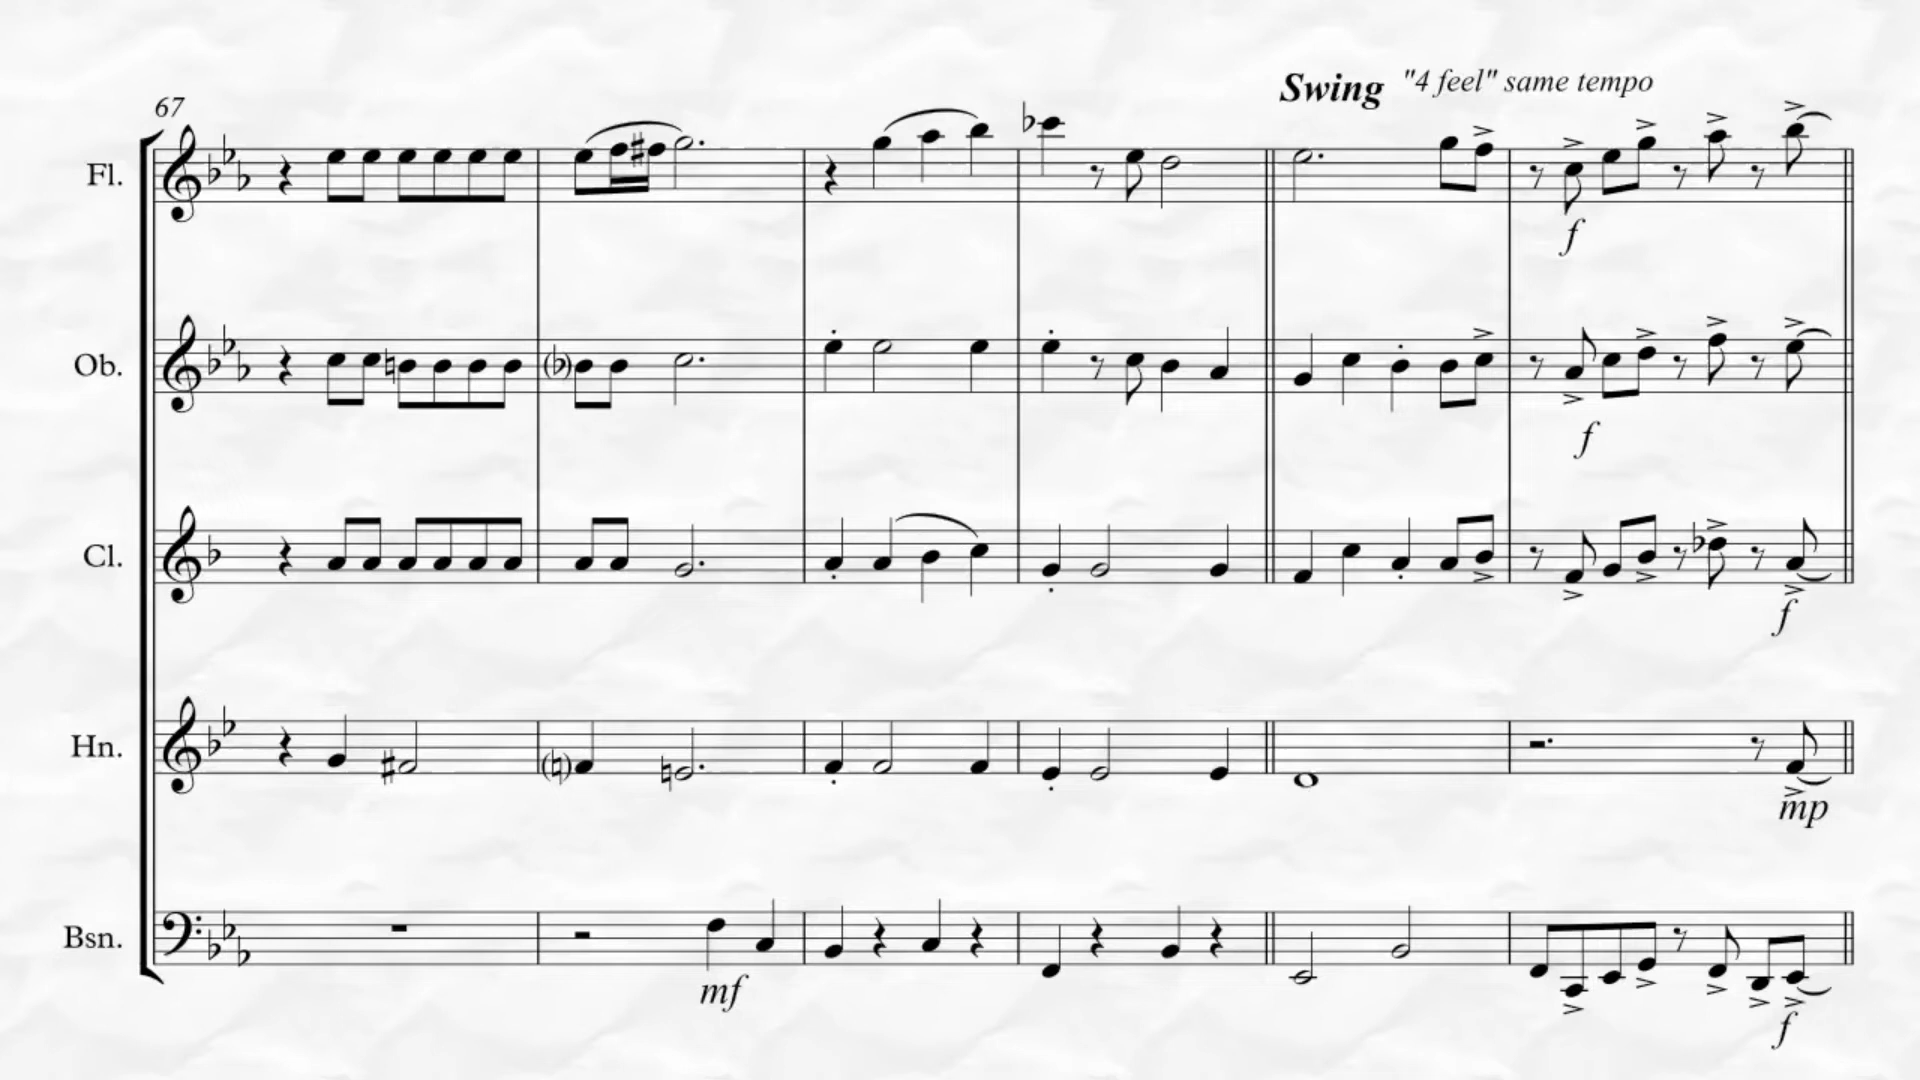 Swing "4 feel" same tempo
67
Fl.
f
Ob.
f
Cl.
f
Hn.
mp
Bsn.
mf
f